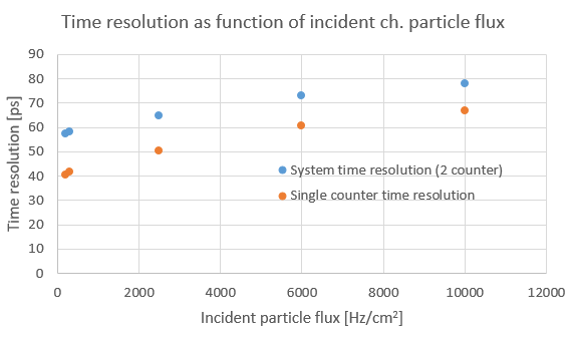 Time resolution as function of incident ch. particle flux
90
80
70
60
50
40
30
20
10
0
Time resolution [ps]
System time resolution (2 counter)
Single counter time resolution
0 2000 4000 6000 8000 10000 12000
Incident particle flux [Hz/cm²]